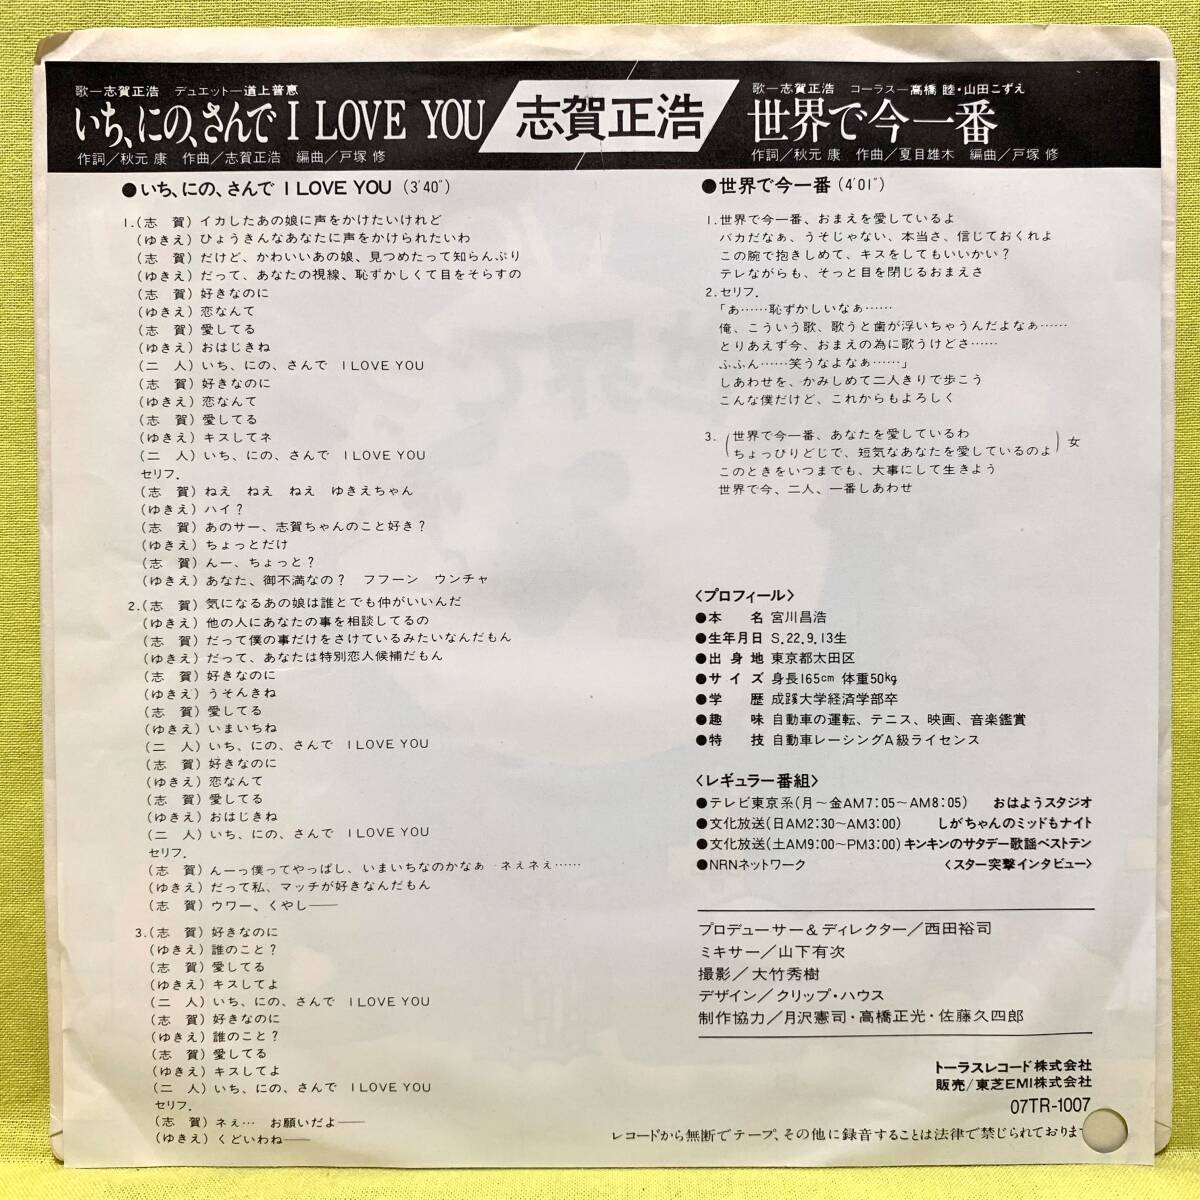 歌―志賀正浩 デュエット―道上普恵
いち、にの、さんで I LOVE YOU
作詞/秋元 康 作曲/志賀正浩 編曲/戸塚 修
志賀正浩
歌―志賀正浩 コーラス―高橋 睦・山田こずえ
世界で今一番
作詞/秋元 康 作曲/夏目雄木 編曲/戸塚 修
●いち、にの、さんで I LOVE YOU (3'40")
1.(志 賀) イカしたあの娘に声をかけたいけれど
(ゆきえ) ひょうきんなあなたに声をかけられたいわ
(志 賀) だけど、かわいいあの娘、見つめたって知らんぷり
(ゆきえ) だって、あなたの視線、恥ずかしくて目をそらすの
(志 賀) 好きなのに
(ゆきえ) 恋なんて
(志 賀) 愛してる
(ゆきえ) おはじきね
(二 人) いち、にの、さんで I LOVE YOU
(志 賀) 好きなのに
(ゆきえ) 恋なんて
(志 賀) 愛してる
(ゆきえ) キスしてネ
(二 人) いち、にの、さんで I LOVE YOU
セリフ.
(志 賀) ねえ ねえ ねえ ゆきえちゃん
(ゆきえ) ハイ?
(志 賀) あのサー、志賀ちゃんのこと好き?
(ゆきえ) ちょっとだけ
(志 賀) んー、ちょっと?
(ゆきえ) あなた、御不満なの? フフーン ウンチャ
2.(志 賀) 気になるあの娘は誰とでも仲がいいんだ
(ゆきえ) 他の人にあなたの事を相談してるの
(志 賀) だって僕の事だけをさけているみたいなんだもん
(ゆきえ) だって、あなたは特別恋人候補だもん
(志 賀) 好きなのに
(ゆきえ) うそんきね
(志 賀) 愛してる
(ゆきえ) いまいちね
(二 人) いち、にの、さんで I LOVE YOU
(志 賀) 好きなのに
(ゆきえ) 恋なんて
(志 賀) 愛してる
(ゆきえ) おはじきね
(二 人) いち、にの、さんで I LOVE YOU
セリフ.
(志 賀) んーっ僕ってやっぱし、いまいちなのかなぁ ネぇネぇ……
(ゆきえ) だって私、マッチが好きなんだもん
(志 賀) ウワー、くやしー――
3.(志 賀) 好きなのに
(ゆきえ) 誰のこと?
(志 賀) 愛してる
(ゆきえ) キスしてよ
(二 人) いち、にの、さんで I LOVE YOU
(志 賀) 好きなのに
(ゆきえ) 誰のこと?
(志 賀) 愛してる
(ゆきえ) キスしてよ
(二 人) いち、にの、さんで I LOVE YOU
セリフ.
(志 賀) ネぇ… お願いだよ――
(ゆきえ) くどいわね――
●世界で今一番 (4'01")
1.世界で今一番、おまえを愛しているよ
バカだなぁ、うそじゃない、本当さ、信じておくれよ
この腕で抱きしめて、キスをしてもいいかい?
テレながらも、そっと目を閉じるおまえさ
2.セリフ.
「あ……恥ずかしいなぁ……
俺、こういう歌、歌うと歯が浮いちゃうんだよなぁ……
とりあえず今、おまえの為に歌うけどさ……
ふふん……笑うなよなぁ……」
しあわせを、かみしめて二人きりで歩こう
こんな僕だけど、これからもよろしく
3.(世界で今一番、あなたを愛しているわ
ちょっぴりどじで、短気なあなたを愛しているのよ)女
このときをいつまでも、大事にして生きよう
世界で今、二人、一番しあわせ
〈プロフィール〉
●本 名 宮川昌浩
●生年月日 S.22.9.13生
●出身地 東京都太田区
●サイズ 身長165cm 体重50kg
●学 歴 成蹊大学経済学部卒
●趣 味 自動車の運転、テニス、映画、音楽鑑賞
●特 技 自動車レーシングA級ライセンス
〈レギュラー番組〉
●テレビ東京系(月〜金AM7:05〜AM8:05) おはようスタジオ
●文化放送(日AM2:30〜AM3:00) しがちゃんのミッドもナイト
●文化放送(土AM9:00〜PM3:00) キンキンのサタデー歌謡ベストテン
●NRNネットワーク 〈スター突撃インタビュー〉
プロデューサー&ディレクター/西田裕司
ミキサー/山下有次
撮影/大竹秀樹
デザイン/クリップ・ハウス
制作協力/月沢憲司・高橋正光・佐藤久四郎
トーラスレコード株式会社
販売/東芝EMI株式会社
07TR-1007
レコードから無断でテープ、その他に録音することは法律で禁じられております